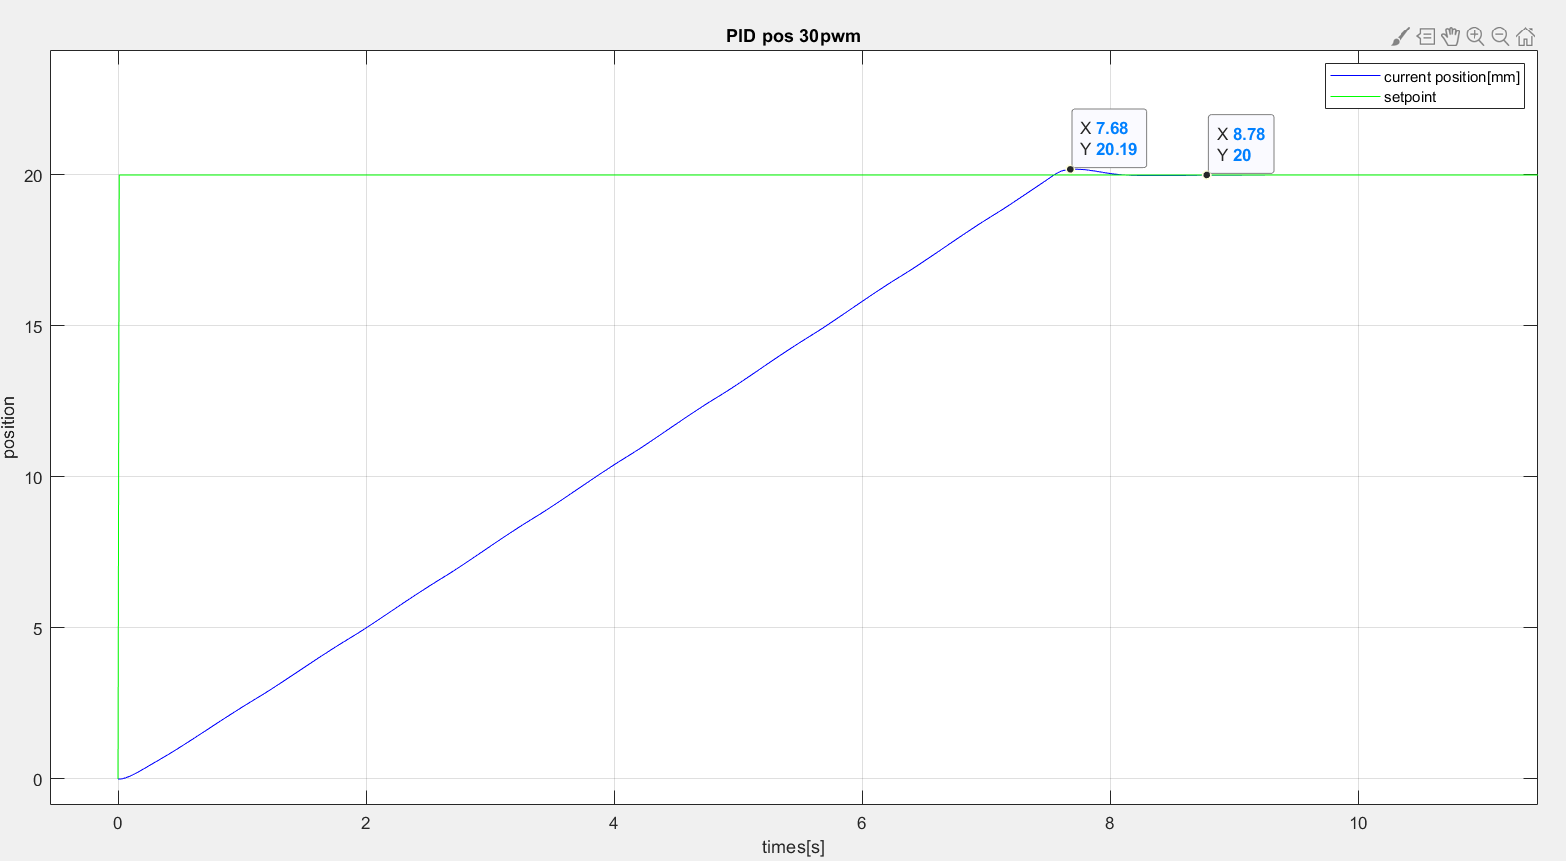 PID pos 30pwm
current position[mm]
setpoint
X 7.68
Y 20.19
X 8.78
Y 20
20
15
10
5
0
position
0 2 4 6 8 10
times[s]